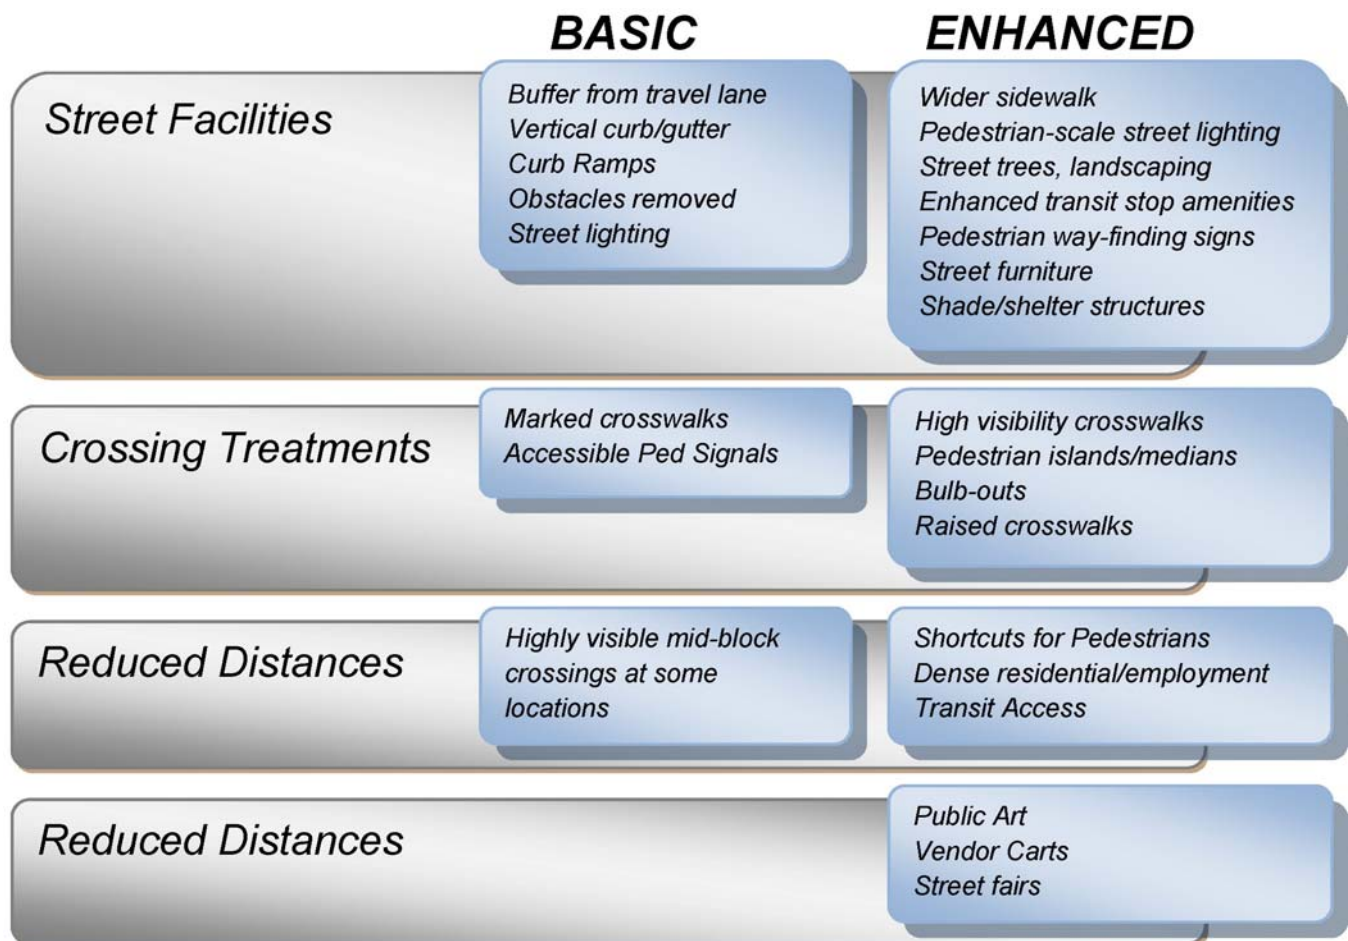 BASIC
ENHANCED
Street Facilities
Buffer from travel lane
Vertical curb/gutter
Curb Ramps
Obstacles removed
Street lighting
Wider sidewalk
Pedestrian-scale street lighting
Street trees, landscaping
Enhanced transit stop amenities
Pedestrian way-finding signs
Street furniture
Shade/shelter structures
Crossing Treatments
Marked crosswalks
Accessible Ped Signals
High visibility crosswalks
Pedestrian islands/medians
Bulb-outs
Raised crosswalks
Reduced Distances
Highly visible mid-block
crossings at some
locations
Shortcuts for Pedestrians
Dense residential/employment
Transit Access
Reduced Distances
Public Art
Vendor Carts
Street fairs